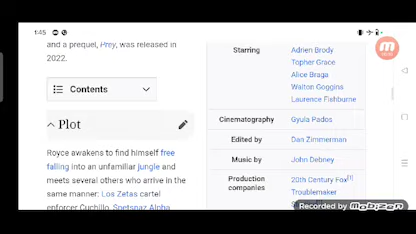 1:45
and a prequel, Prey, was released in
2022.
Contents
Plot
Royce awakens to find himself free
falling into an unfamiliar jungle and
meets several others who arrive in the
same manner: Los Zetas cartel
enforcer Cuchillo, Spetsnaz Alpha
Starring
Adrien Brody
Topher Grace
Alice Braga
Walton Goggins
Laurence Fishburne
Cinematography Gyula Pados
Edited by Dan Zimmerman
Music by John Debney
Production
companies
20th Century Fox[1]
Troublemaker
Recorded by Mobizen